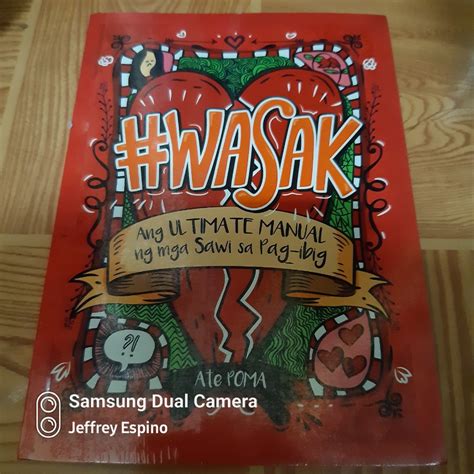 #WASAK
Ang ULTIMATE MANUAL
ng mga Sawi sa Pag-ibig
?!
Ate POMA
Samsung Dual Camera
Jeffrey Espino